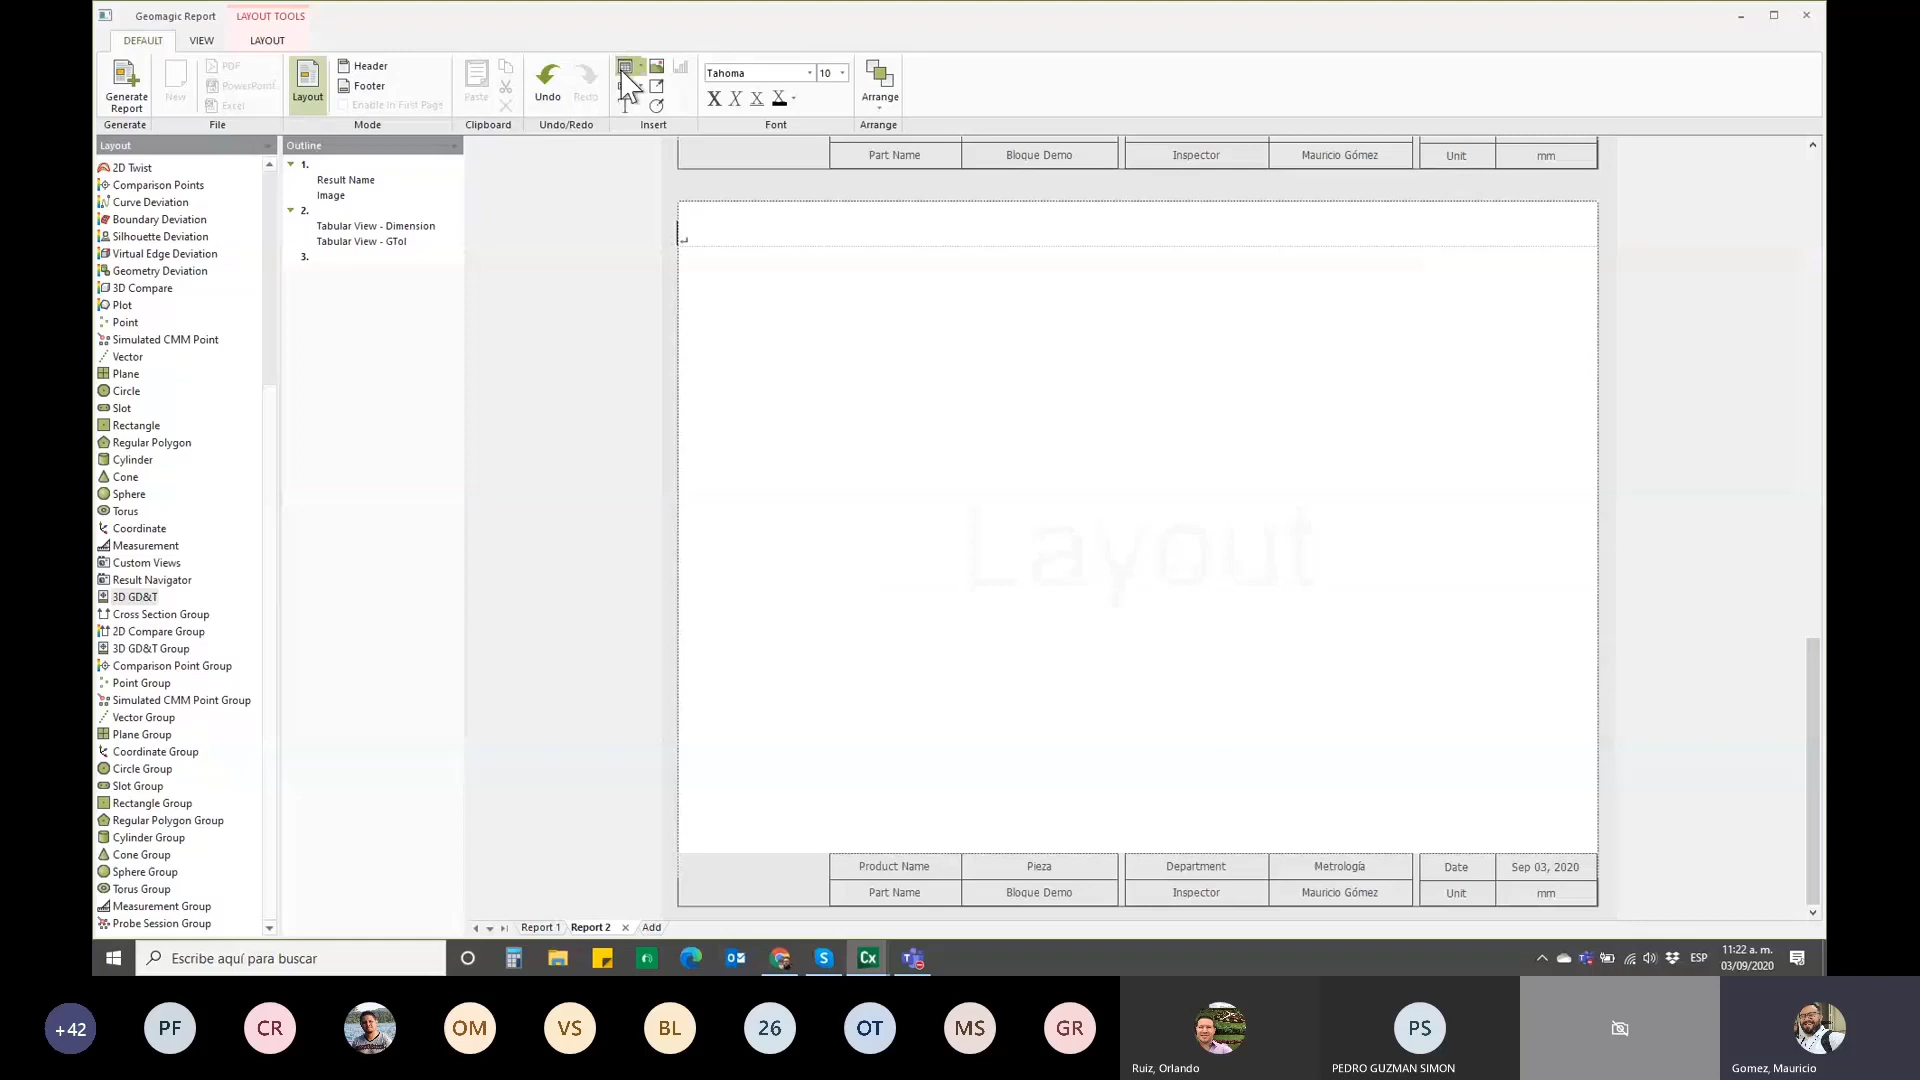 Geomagic Report
LAYOUT TOOLS
DEFAULT
VIEW
LAYOUT
Generate Report
New
PDF
PowerPoint
Excel
Layout
Header
Footer
Enable In First Page
Paste
Undo
Redo
Tahoma
10
Arrange
Generate
File
Mode
Clipboard
Undo/Redo
Insert
Font
Arrange
Layout
2D Twist
Comparison Points
Curve Deviation
Boundary Deviation
Silhouette Deviation
Virtual Edge Deviation
Geometry Deviation
3D Compare
Plot
Point
Simulated CMM Point
Vector
Plane
Circle
Slot
Rectangle
Regular Polygon
Cylinder
Cone
Sphere
Torus
Coordinate
Measurement
Custom Views
Result Navigator
3D GD&T
Cross Section Group
2D Compare Group
3D GD&T Group
Comparison Point Group
Point Group
Simulated CMM Point Group
Vector Group
Plane Group
Coordinate Group
Circle Group
Slot Group
Rectangle Group
Regular Polygon Group
Cylinder Group
Cone Group
Sphere Group
Torus Group
Measurement Group
Probe Session Group
Outline
1.
Result Name
Image
2.
Tabular View - Dimension
Tabular View - GTol
3.
Part Name Bloque Demo Inspector Mauricio Gómez Unit mm
Layout
Product Name Pieza Department Metrología Date Sep 03, 2020
Part Name Bloque Demo Inspector Mauricio Gómez Unit mm
Report 1 Report 2 Add
Escribe aquí para buscar
Cx
ESP
11:22 a. m.
03/09/2020
+42 PF CR OM VS BL 26 OT MS GR PS
Ruiz, Orlando
PEDRO GUZMAN SIMON
Gomez, Mauricio